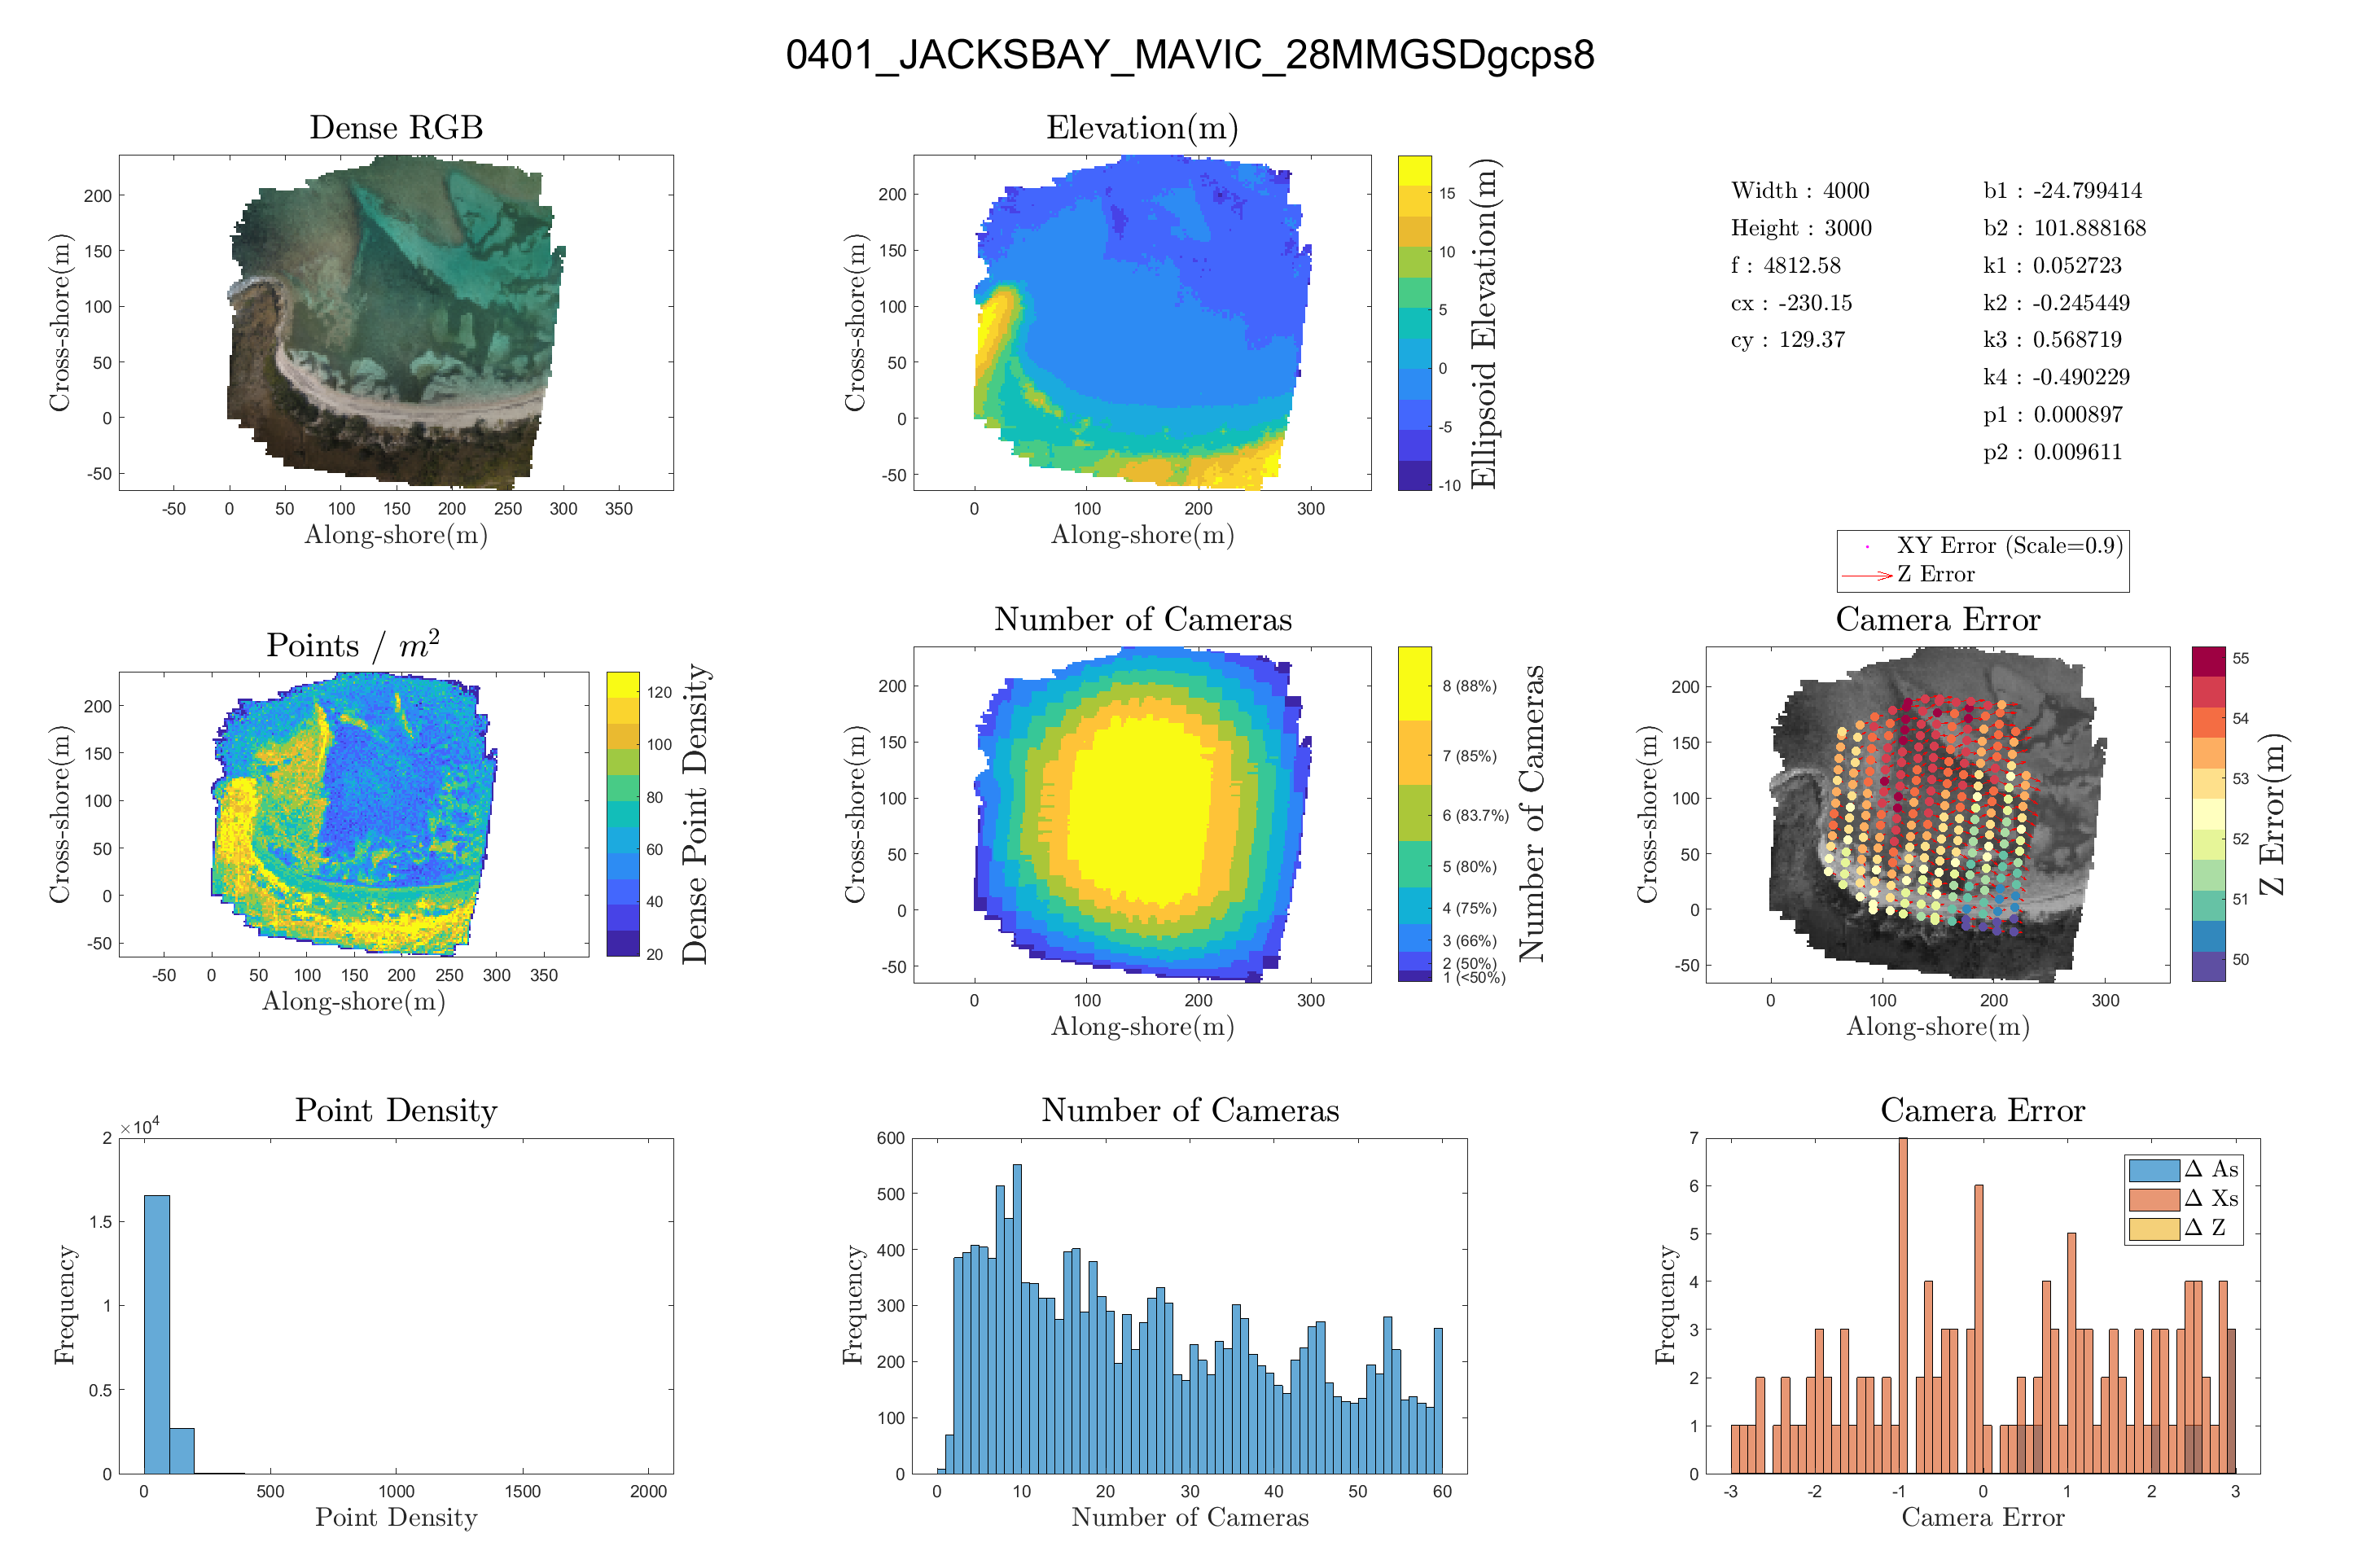 0401_JACKSBAY_MAVIC_28MMGSDgcps8
Dense RGB
200
150
100
50
0
-50
Cross-shore(m)
-50 0 50 100 150 200 250 300 350
Along-shore(m)
Elevation(m)
200
150
100
50
0
-50
Cross-shore(m)
0 100 200 300
Along-shore(m)
15
10
5
0
-5
-10
Ellipsoid Elevation(m)
Width : 4000
Height : 3000
f : 4812.58
cx : -230.15
cy : 129.37
b1 : -24.799414
b2 : 101.888168
k1 : 0.052723
k2 : -0.245449
k3 : 0.568719
k4 : -0.490229
p1 : 0.000897
p2 : 0.009611
Points / m²
200
150
100
50
0
-50
Cross-shore(m)
-50 0 50 100 150 200 250 300 350
Along-shore(m)
120
100
80
60
40
20
Dense Point Density
Number of Cameras
200
150
100
50
0
-50
Cross-shore(m)
0 100 200 300
Along-shore(m)
8 (88%)
7 (85%)
6 (83.7%)
5 (80%)
4 (75%)
3 (66%)
2 (50%)
1 (<50%)
Number of Cameras
XY Error (Scale=0.9)
Z Error
Camera Error
200
150
100
50
0
-50
Cross-shore(m)
0 100 200 300
Along-shore(m)
55
54
53
52
51
50
Z Error(m)
Point Density
×10⁴
2
1.5
1
0.5
0
Frequency
0 500 1000 1500 2000
Point Density
Number of Cameras
600
500
400
300
200
100
0
Frequency
0 10 20 30 40 50 60
Number of Cameras
Camera Error
7
6
5
4
3
2
1
0
Frequency
-3 -2 -1 0 1 2 3
Camera Error
Δ As
Δ Xs
Δ Z